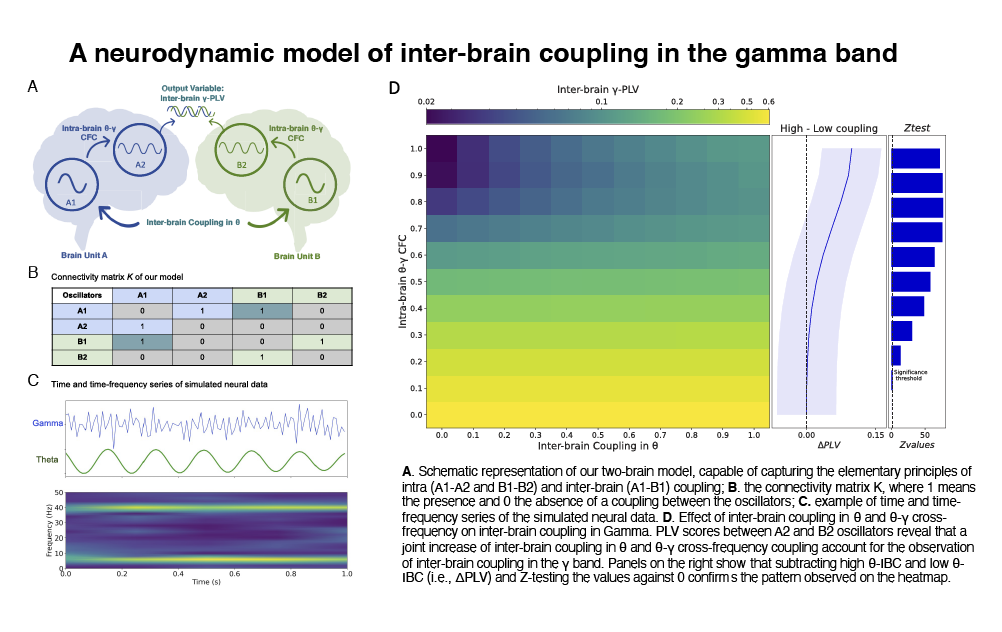 A neurodynamic model of inter-brain coupling in the gamma band
A
Output Variable:
Inter-brain γ-PLV
Intra-brain θ-γ
CFC
A2
A1
Intra-brain θ-γ
CFC
B2
B1
Inter-brain Coupling in θ
Brain Unit A
Brain Unit B
B
Connectivity matrix K of our model
Oscillators A1 A2 B1 B2
A1 0 1 1 0
A2 1 0 0 0
B1 1 0 0 1
B2 0 0 1 0
C
Time and time-frequency series of simulated neural data
Gamma
Theta
Frequency (Hz)
50
40
30
20
10
0
0.0 0.2 0.4 0.6 0.8 1.0
Time (s)
D
Inter-brain γ-PLV
0.02 0.1 0.2 0.3 0.5 0.6
Intra-brain θ-γ CFC
1.0
0.9
0.8
0.7
0.6
0.5
0.4
0.3
0.2
0.1
0.0
0.0 0.1 0.2 0.3 0.4 0.5 0.6 0.7 0.8 0.9 1.0
Inter-brain Coupling in θ
High - Low coupling
0.00 0.15
ΔPLV
Ztest
Significance
threshold
0 50
Zvalues
A. Schematic representation of our two-brain model, capable of capturing the elementary principles of
intra (A1-A2 and B1-B2) and inter-brain (A1-B1) coupling; B. the connectivity matrix K, where 1 means
the presence and 0 the absence of a coupling between the oscillators; C. example of time and time-
frequency series of the simulated neural data. D. Effect of inter-brain coupling in θ and θ-γ cross-
frequency on inter-brain coupling in Gamma. PLV scores between A2 and B2 oscillators reveal that a
joint increase of inter-brain coupling in θ and θ-γ cross-frequency coupling account for the observation
of inter-brain coupling in the γ band. Panels on the right show that subtracting high θ-IBC and low θ-
IBC (i.e., ΔPLV) and Z-testing the values against 0 confirms the pattern observed on the heatmap.